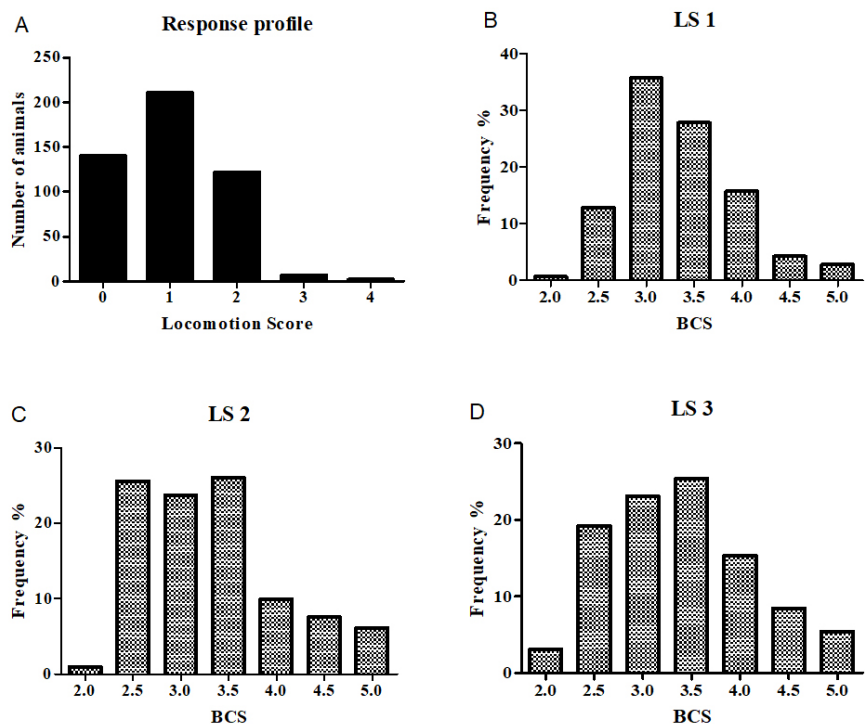 A
Response profile
250
200
150
100
50
0
Number of animals
0 1 2 3 4
Locomotion Score
B
LS 1
40
30
20
10
0
Frequency %
2.0 2.5 3.0 3.5 4.0 4.5 5.0
BCS
C
LS 2
30
20
10
0
Frequency %
2.0 2.5 3.0 3.5 4.0 4.5 5.0
BCS
D
LS 3
30
20
10
0
Frequency %
2.0 2.5 3.0 3.5 4.0 4.5 5.0
BCS